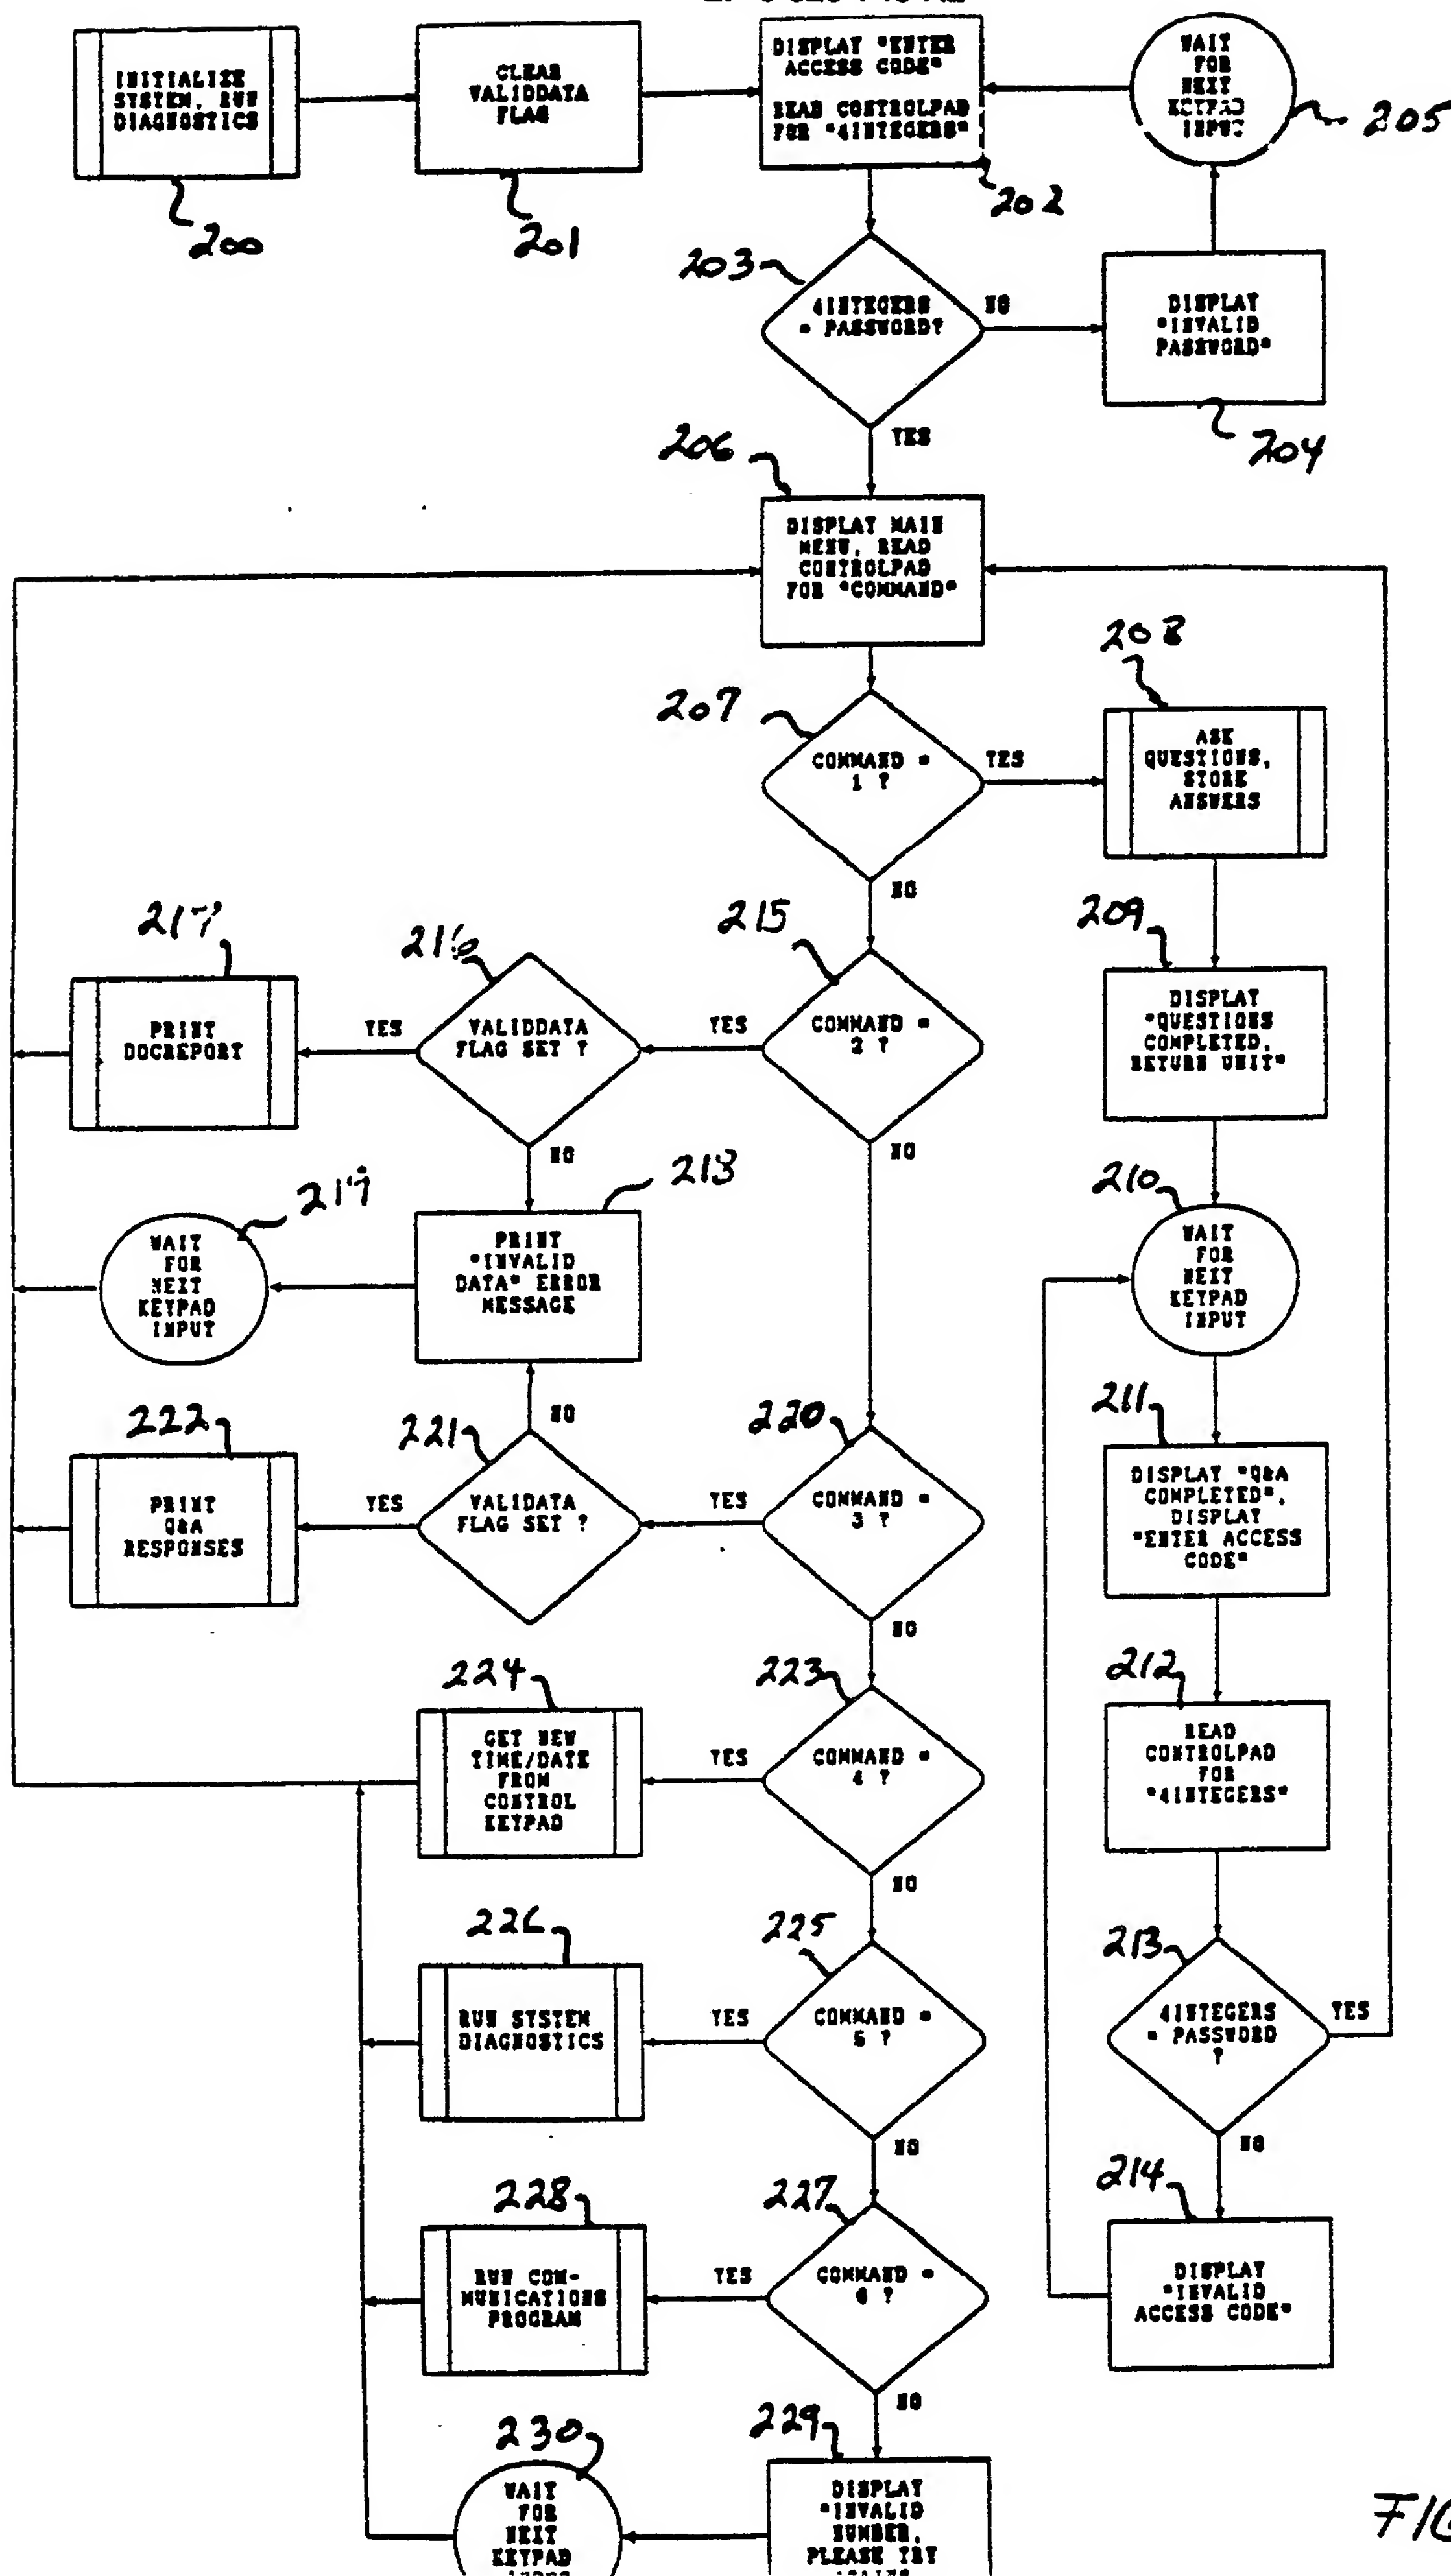 INITIALIZE
SYSTEM, RUN
DIAGNOSTICS
200
CLEAR
VALIDDATA
FLAG
201
DISPLAY "ENTER
ACCESS CODE"
READ CONTROLPAD
FOR "4INTEGERS"
202
WAIT
FOR
NEXT
KEYPAD
INPUT
205
203
4INTEGERS
= PASSWORD?
NO
YES
DISPLAY
"INVALID
PASSWORD"
204
206
DISPLAY MAIN
MENU, READ
CONTROLPAD
FOR "COMMAND"
207
COMMAND =
1 ?
YES
NO
208
ASK
QUESTIONS,
STORE
ANSWERS
209
DISPLAY
"QUESTIONS
COMPLETED,
RETURN UNIT"
210
WAIT
FOR
NEXT
KEYPAD
INPUT
211
DISPLAY "Q&A
COMPLETED",
DISPLAY
"ENTER ACCESS
CODE"
212
READ
CONTROLPAD
FOR
"4INTEGERS"
213
4INTEGERS
= PASSWORD
?
YES
NO
214
DISPLAY
"INVALID
ACCESS CODE"
215
COMMAND =
2 ?
YES
NO
216
VALIDDATA
FLAG SET ?
YES
NO
217
PRINT
DOCREPORT
218
PRINT
"INVALID
DATA" ERROR
MESSAGE
219
WAIT
FOR
NEXT
KEYPAD
INPUT
220
COMMAND =
3 ?
YES
NO
221
VALIDATA
FLAG SET ?
YES
NO
222
PRINT
Q&A
RESPONSES
223
COMMAND =
4 ?
YES
NO
224
GET NEW
TIME/DATE
FROM
CONTROL
KEYPAD
225
COMMAND =
5 ?
YES
NO
226
RUN SYSTEM
DIAGNOSTICS
227
COMMAND =
6 ?
YES
NO
228
RUN COM-
MUNICATIONS
PROGRAM
229
DISPLAY
"INVALID
NUMBER,
PLEASE TRY
230
WAIT
FOR
NEXT
KEYPAD